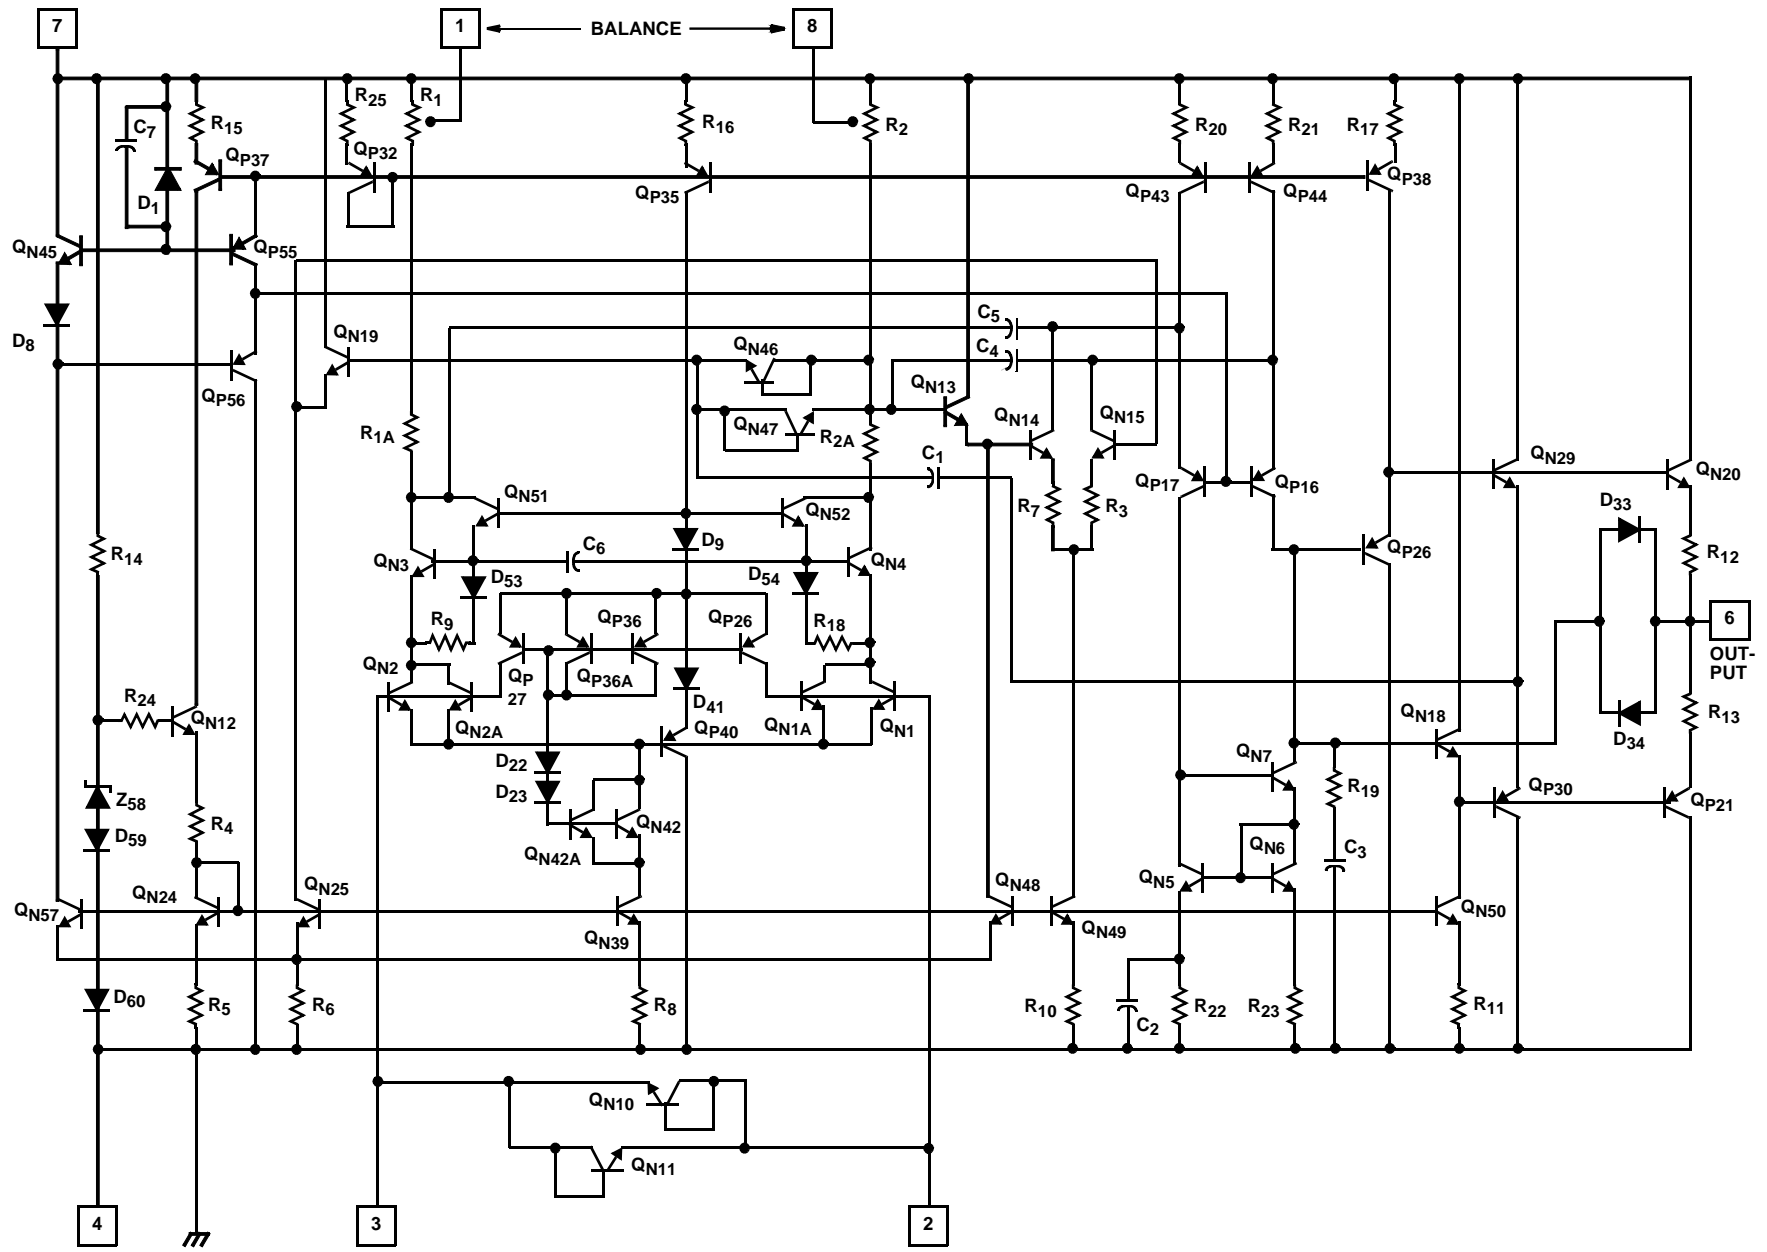 7
1
BALANCE
8
R25
R1
C7
R15
R16
R2
R20
R21
R17
QP37
QP32
D1
QP35
QP43
QP44
QP38
QN45
QP55
D8
QN19
C5
QN46
C4
QP56
QN13
QN14
QN15
R1A
QN47
R2A
C1
QN29
QN20
QP17
QP16
QN51
QN52
R7
R3
D33
R14
QN3
C6
D9
QN4
QP26
R12
D53
D54
R9
QP36
QP26
R18
6
OUT-
PUT
QN2
QP
27
QP36A
D41
R24
QN12
QN2A
QP40
QN1A
QN1
QN18
R13
D34
D22
QN7
Z58
D23
R19
QP30
QP21
D59
R4
QN42
QN42A
QN6
C3
QN24
QN25
QN48
QN5
QN57
QN39
QN49
QN50
D60
R5
R6
R8
R10
C2
R22
R23
R11
QN10
QN11
4
3
2